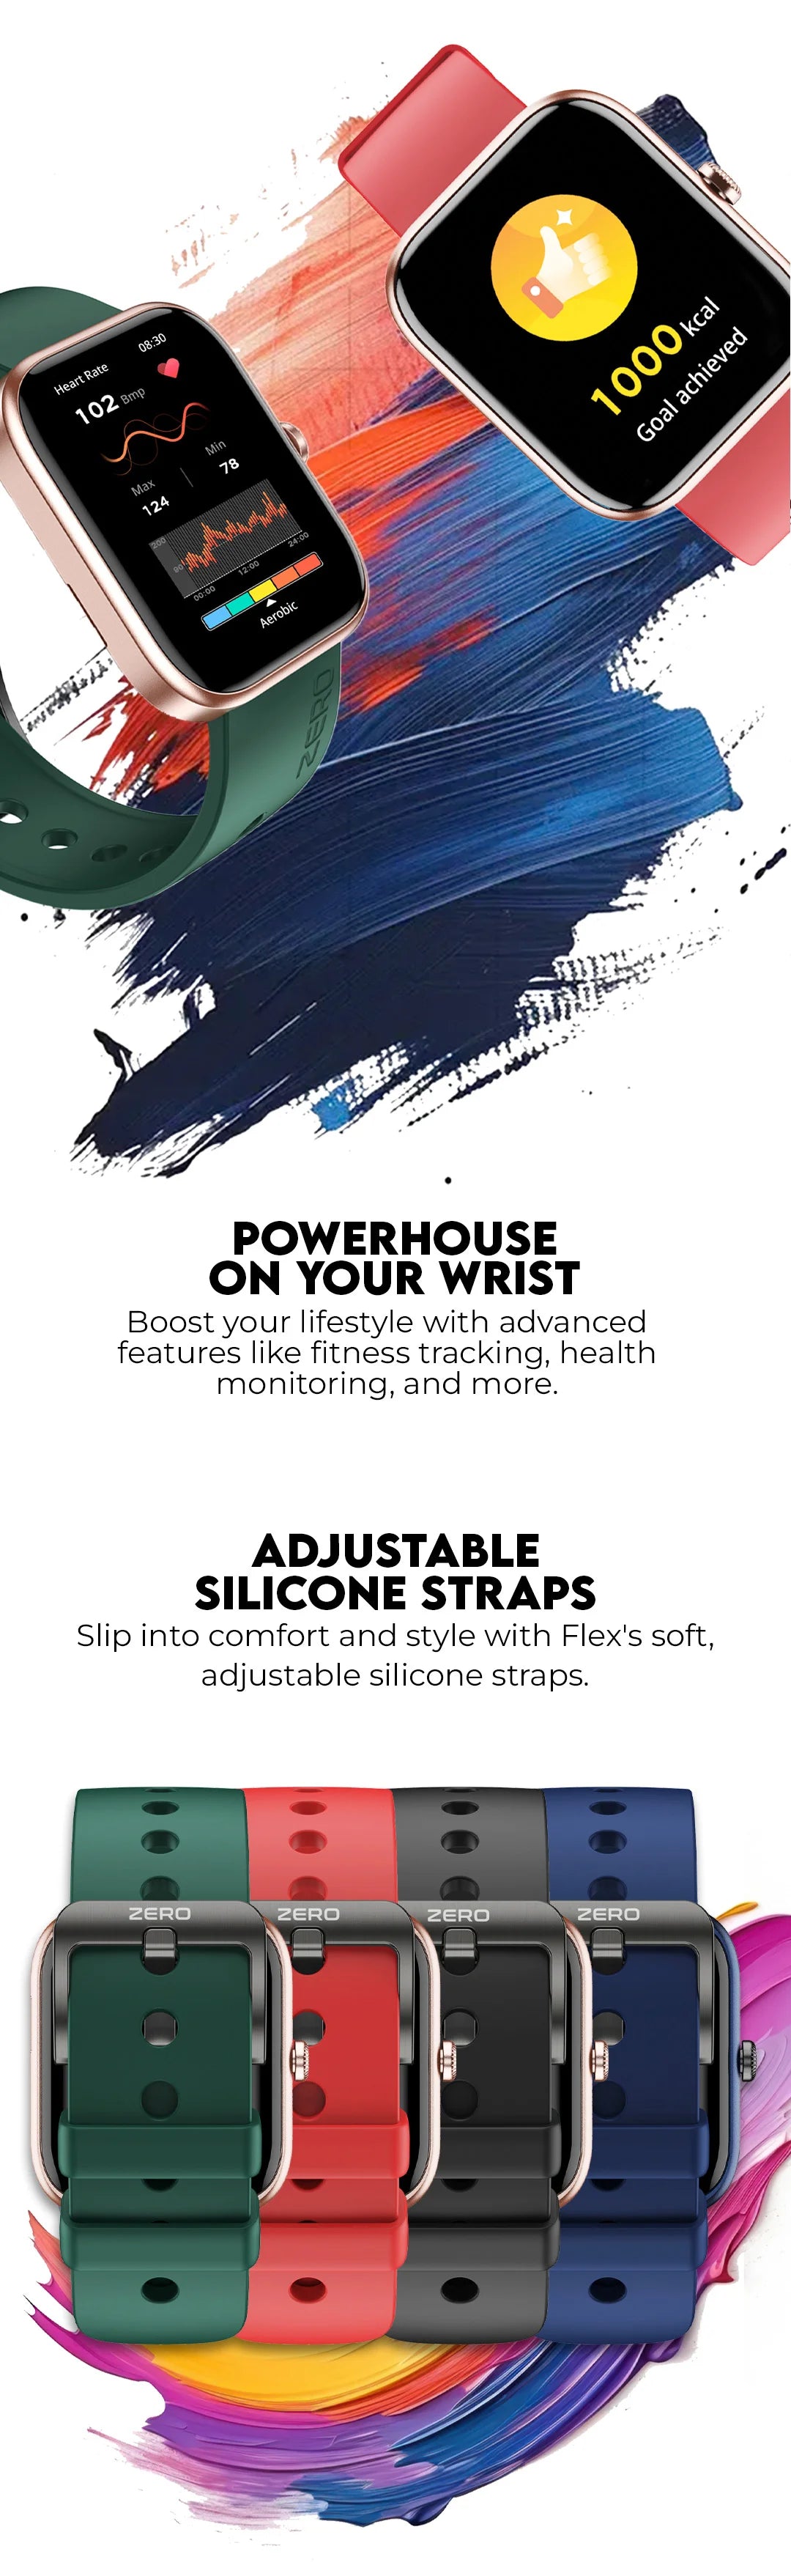 1000 kcal
Goal achieved
08:30
Heart Rate
102 Bmp
Max
Min
124
78
200
90
00:00
12:00
24:00
Aerobic
ZERO
POWERHOUSE
ON YOUR WRIST
Boost your lifestyle with advanced
features like fitness tracking, health
monitoring, and more.
ADJUSTABLE
SILICONE STRAPS
Slip into comfort and style with Flex's soft,
adjustable silicone straps.
ZERO ZERO ZERO ZERO